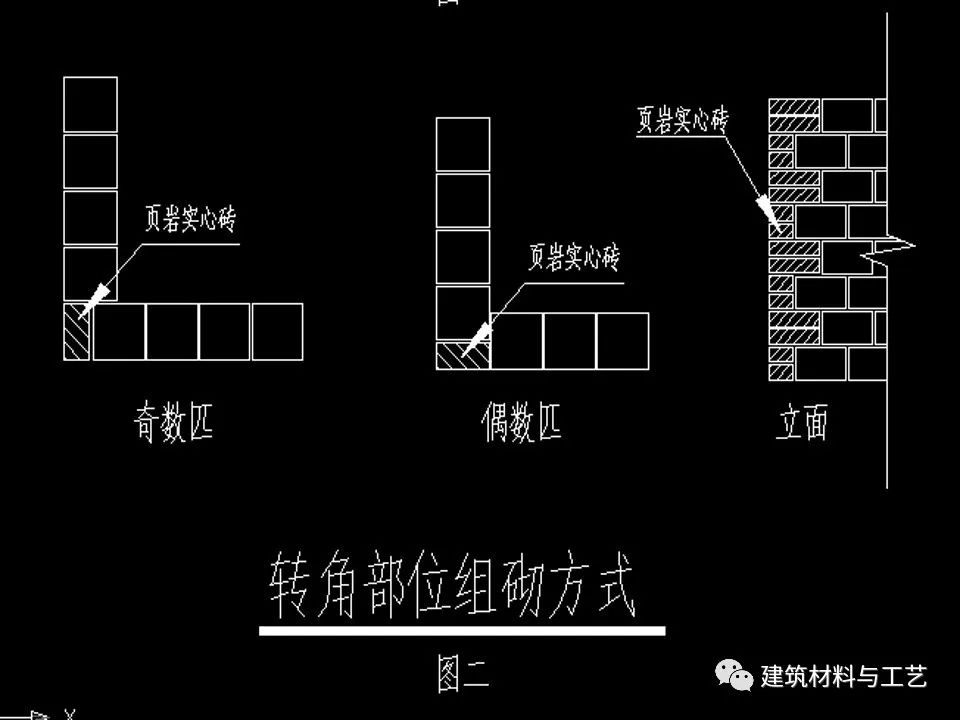 页岩实心砖
页岩实心砖
页岩实心砖
奇数匹
偶数匹
立面
转角部位组砌方式
图二
建筑材料与工艺
X